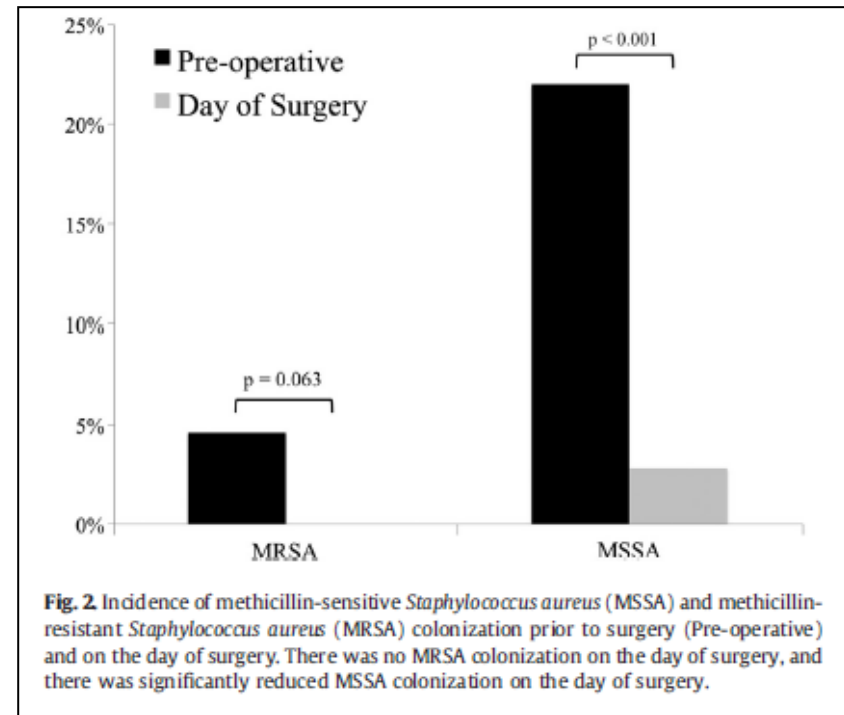 25%
p < 0.001
Pre-operative
Day of Surgery
20%
15%
10%
p = 0.063
5%
0%
MRSA
MSSA
Fig. 2. Incidence of methicillin-sensitive Staphylococcus aureus (MSSA) and methicillin-
resistant Staphylococcus aureus (MRSA) colonization prior to surgery (Pre-operative)
and on the day of surgery. There was no MRSA colonization on the day of surgery, and
there was significantly reduced MSSA colonization on the day of surgery.